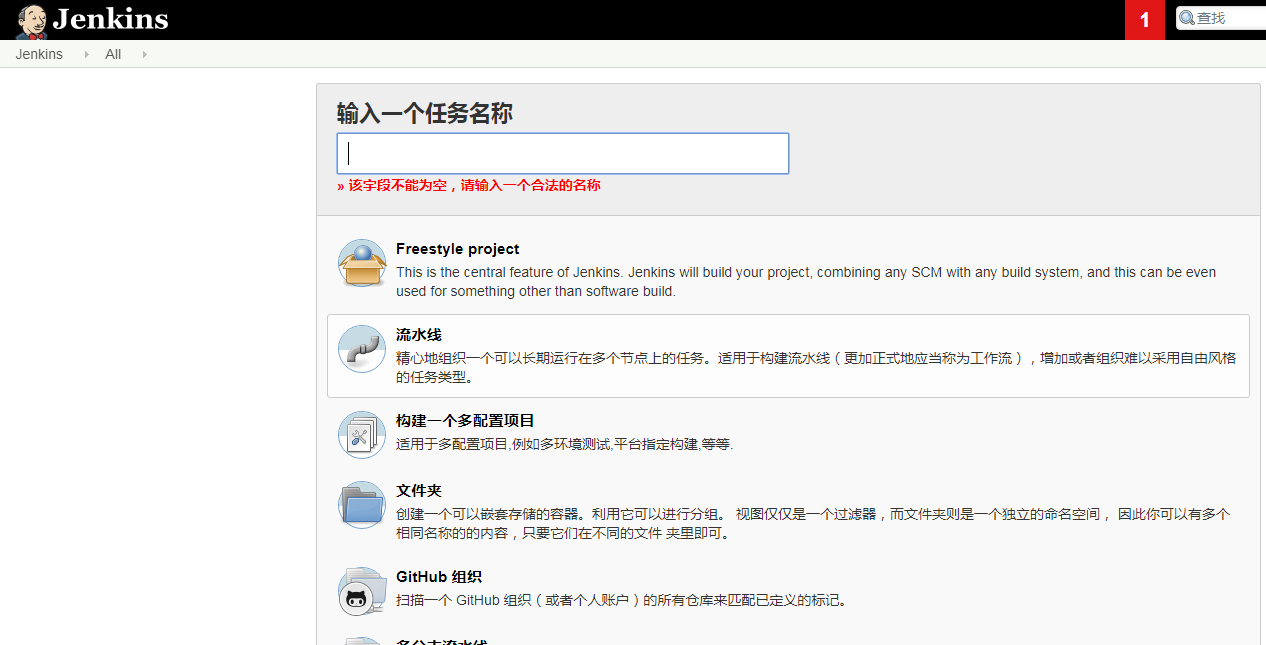 Jenkins
1
查找
Jenkins
All
输入一个任务名称
» 该字段不能为空，请输入一个合法的名称
Freestyle project
This is the central feature of Jenkins. Jenkins will build your project, combining any SCM with any build system, and this can be even
used for something other than software build.
流水线
精心地组织一个可以长期运行在多个节点上的任务。适用于构建流水线（更加正式地应当称为工作流），增加或者组织难以采用自由风格
的任务类型。
构建一个多配置项目
适用于多配置项目,例如多环境测试,平台指定构建,等等.
文件夹
创建一个可以嵌套存储的容器。利用它可以进行分组。 视图仅仅是一个过滤器，而文件夹则是一个独立的命名空间， 因此你可以有多个
相同名称的的内容，只要它们在不同的文件 夹里即可。
GitHub 组织
扫描一个 GitHub 组织（或者个人账户）的所有仓库来匹配已定义的标记。
多分支流水线